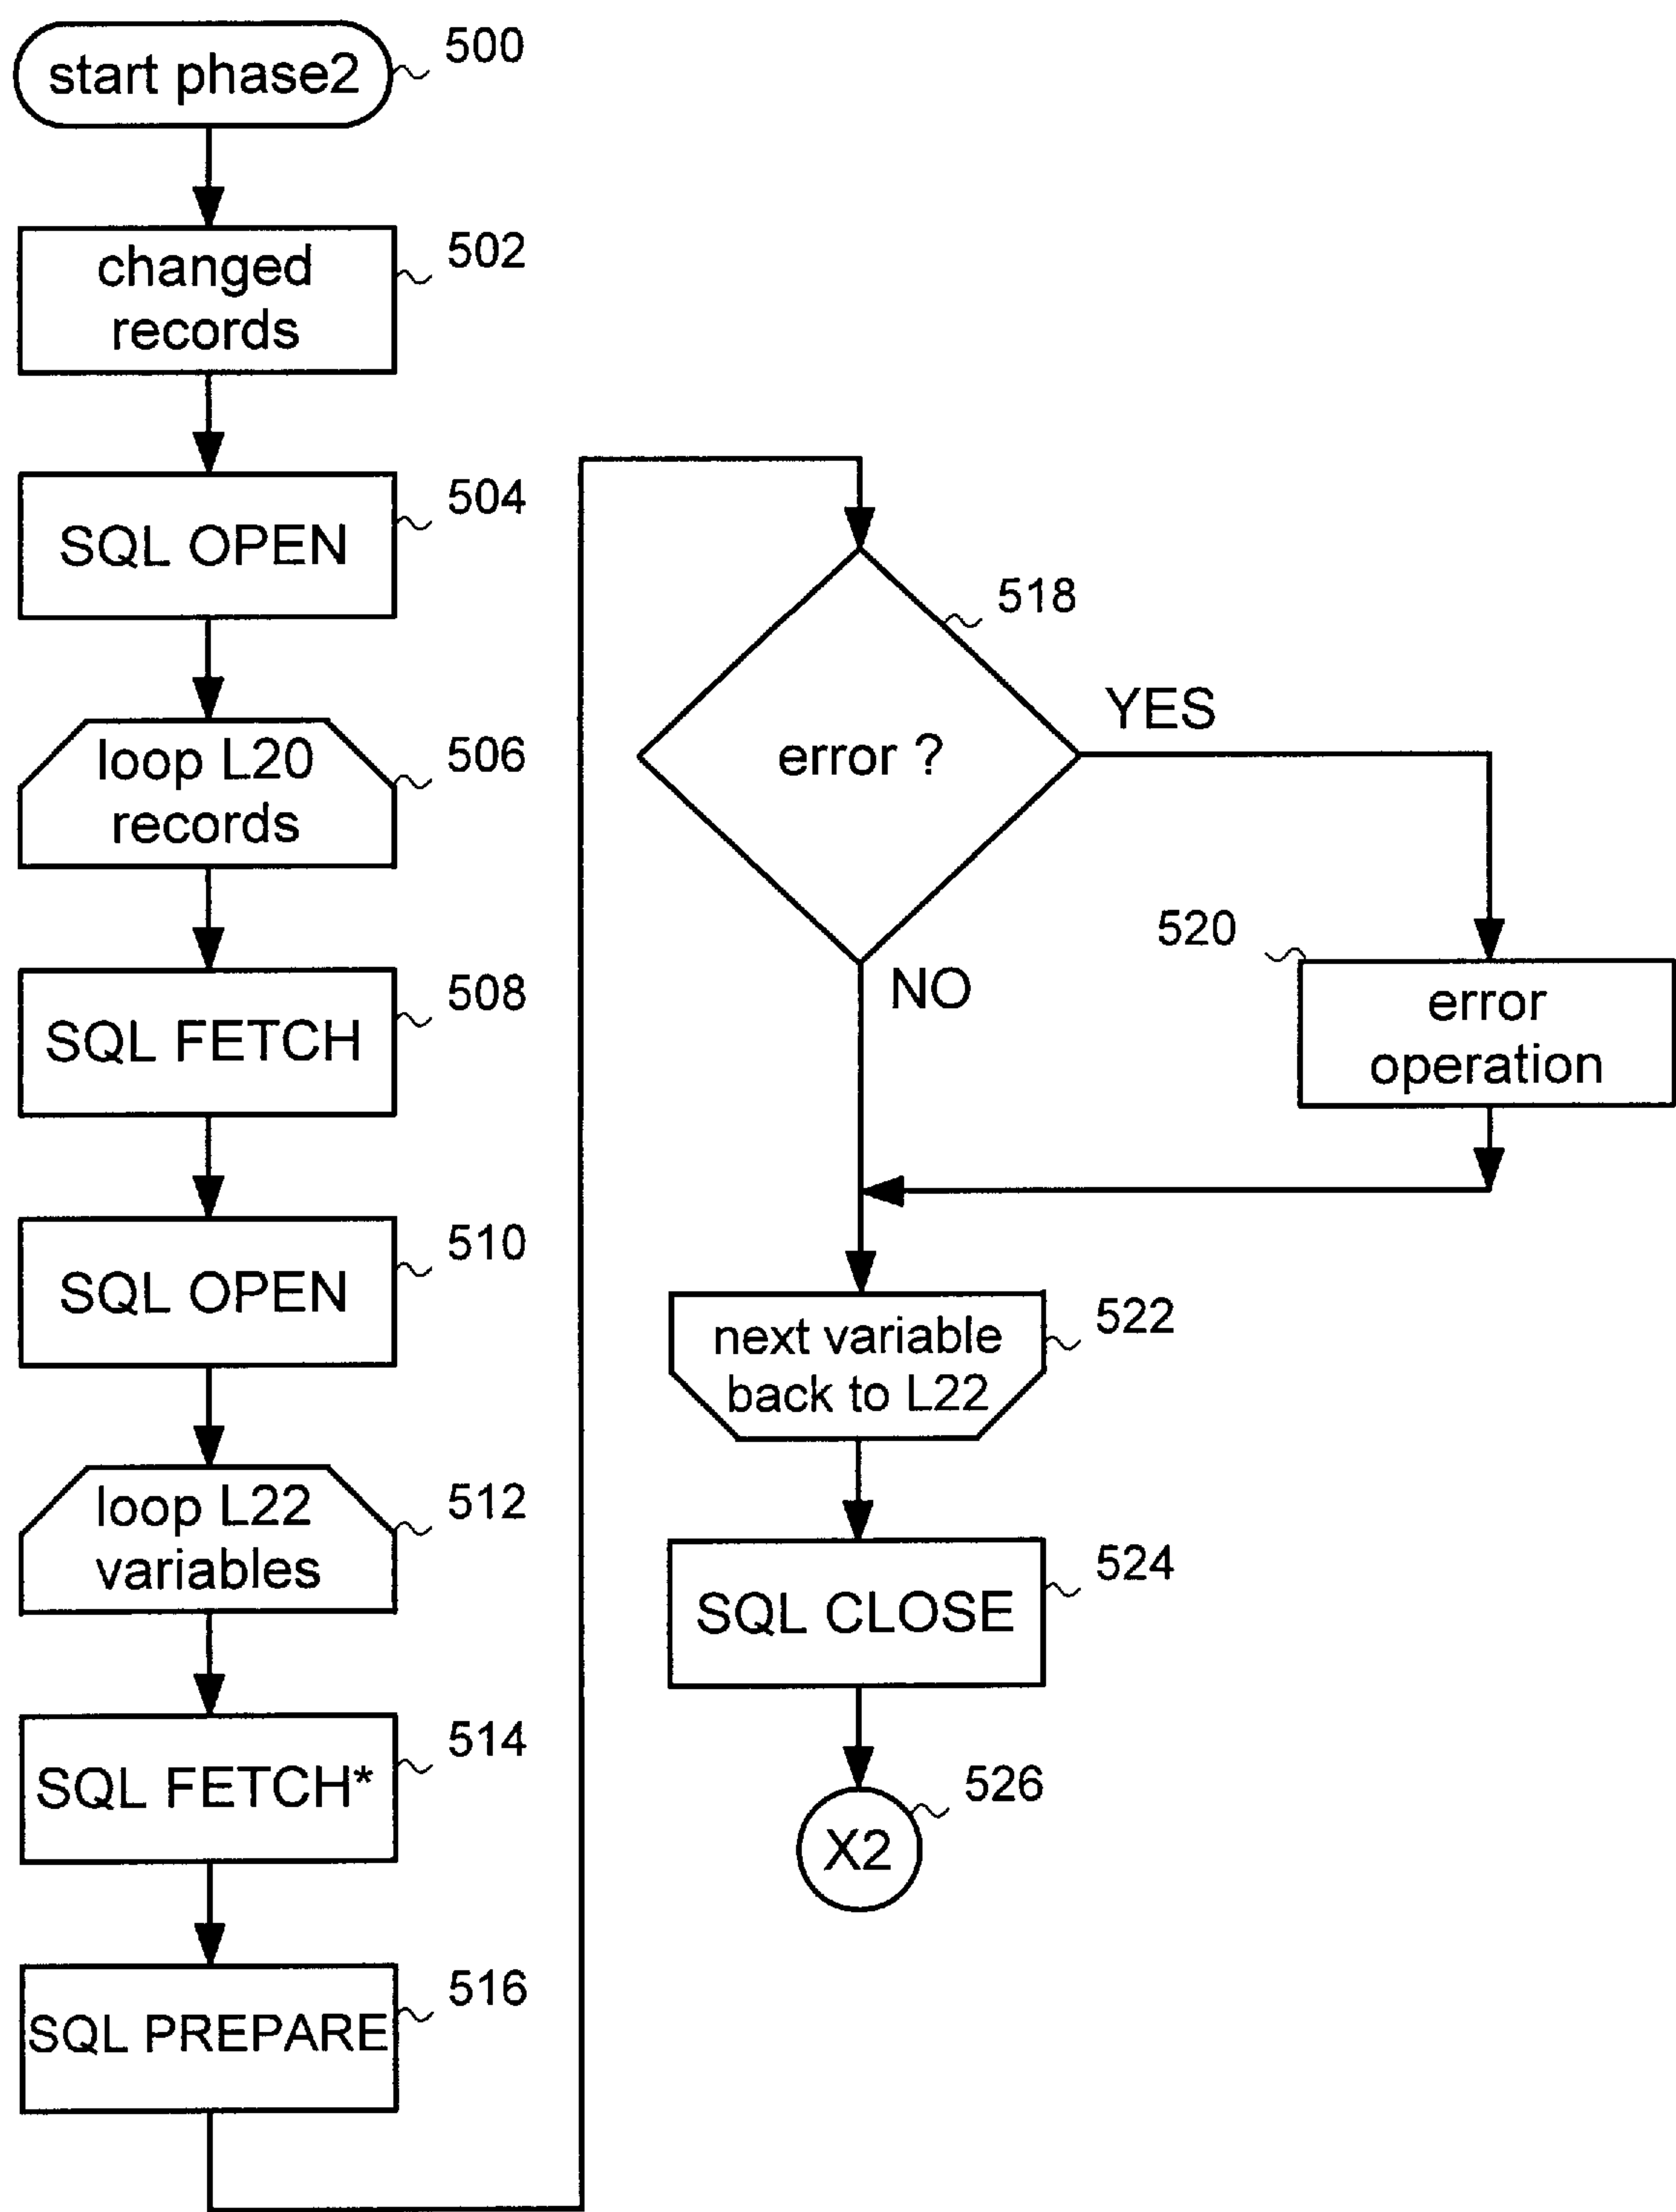 start phase2
500
changed
records
502
SQL OPEN
504
loop L20
records
506
SQL FETCH
508
SQL OPEN
510
loop L22
variables
512
SQL FETCH*
514
SQL PREPARE
516
error ?
518
YES
NO
520
error
operation
next variable
back to L22
522
SQL CLOSE
524
X2
526